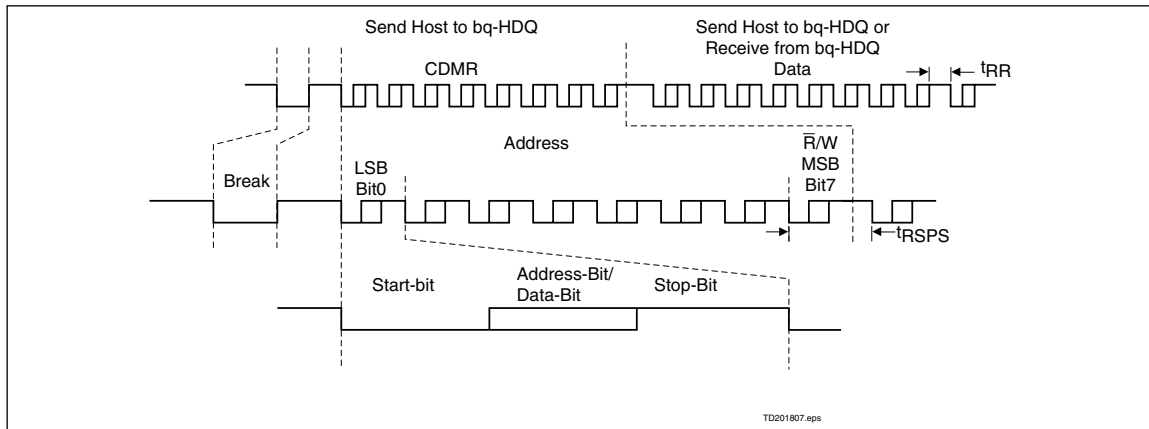 Send Host to bq-HDQ
Send Host to bq-HDQ or
Receive from bq-HDQ
CDMR
Data
tRR
Address
R̅/W
MSB
Bit7
Break
LSB
Bit0
tRSPS
Start-bit
Address-Bit/
Data-Bit
Stop-Bit
TD201807.eps